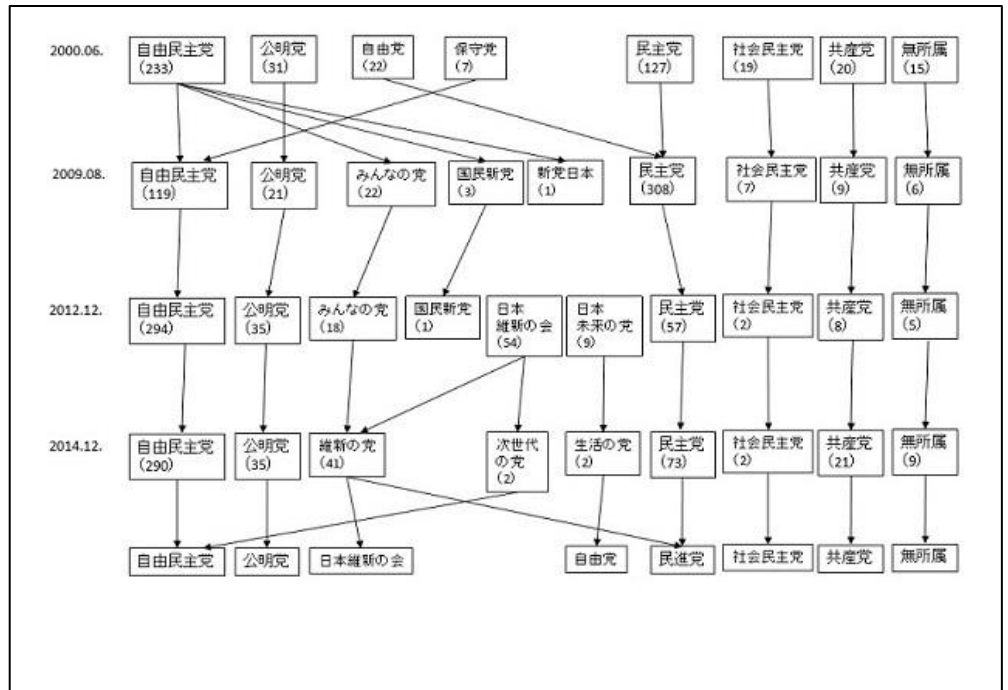 2000.06.
自由民主党
(233)
公明党
(31)
自由党
(22)
保守党
(7)
民主党
(127)
社会民主党
(19)
共産党
(20)
無所属
(15)
2009.08.
自由民主党
(119)
公明党
(21)
みんなの党
(22)
国民新党
(3)
新党日本
(1)
民主党
(308)
社会民主党
(7)
共産党
(9)
無所属
(6)
2012.12.
自由民主党
(294)
公明党
(35)
みんなの党
(18)
国民新党
(1)
日本
維新の会
(54)
日本
未来の党
(9)
民主党
(57)
社会民主党
(2)
共産党
(8)
無所属
(5)
2014.12.
自由民主党
(290)
公明党
(35)
維新の党
(41)
次世代
の党
(2)
生活の党
(2)
民主党
(73)
社会民主党
(2)
共産党
(21)
無所属
(9)
自由民主党
公明党
日本維新の会
自由党
民進党
社会民主党
共産党
無所属